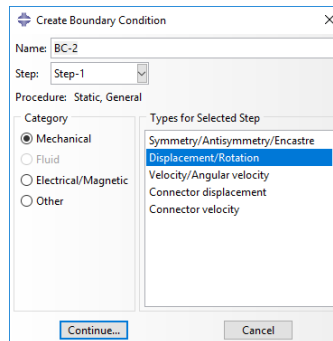 Create Boundary Condition
Name: BC-2
Step: Step-1
Procedure: Static, General
Category
Mechanical
Fluid
Electrical/Magnetic
Other
Types for Selected Step
Symmetry/Antisymmetry/Encastre
Displacement/Rotation
Velocity/Angular velocity
Connector displacement
Connector velocity
Continue...
Cancel